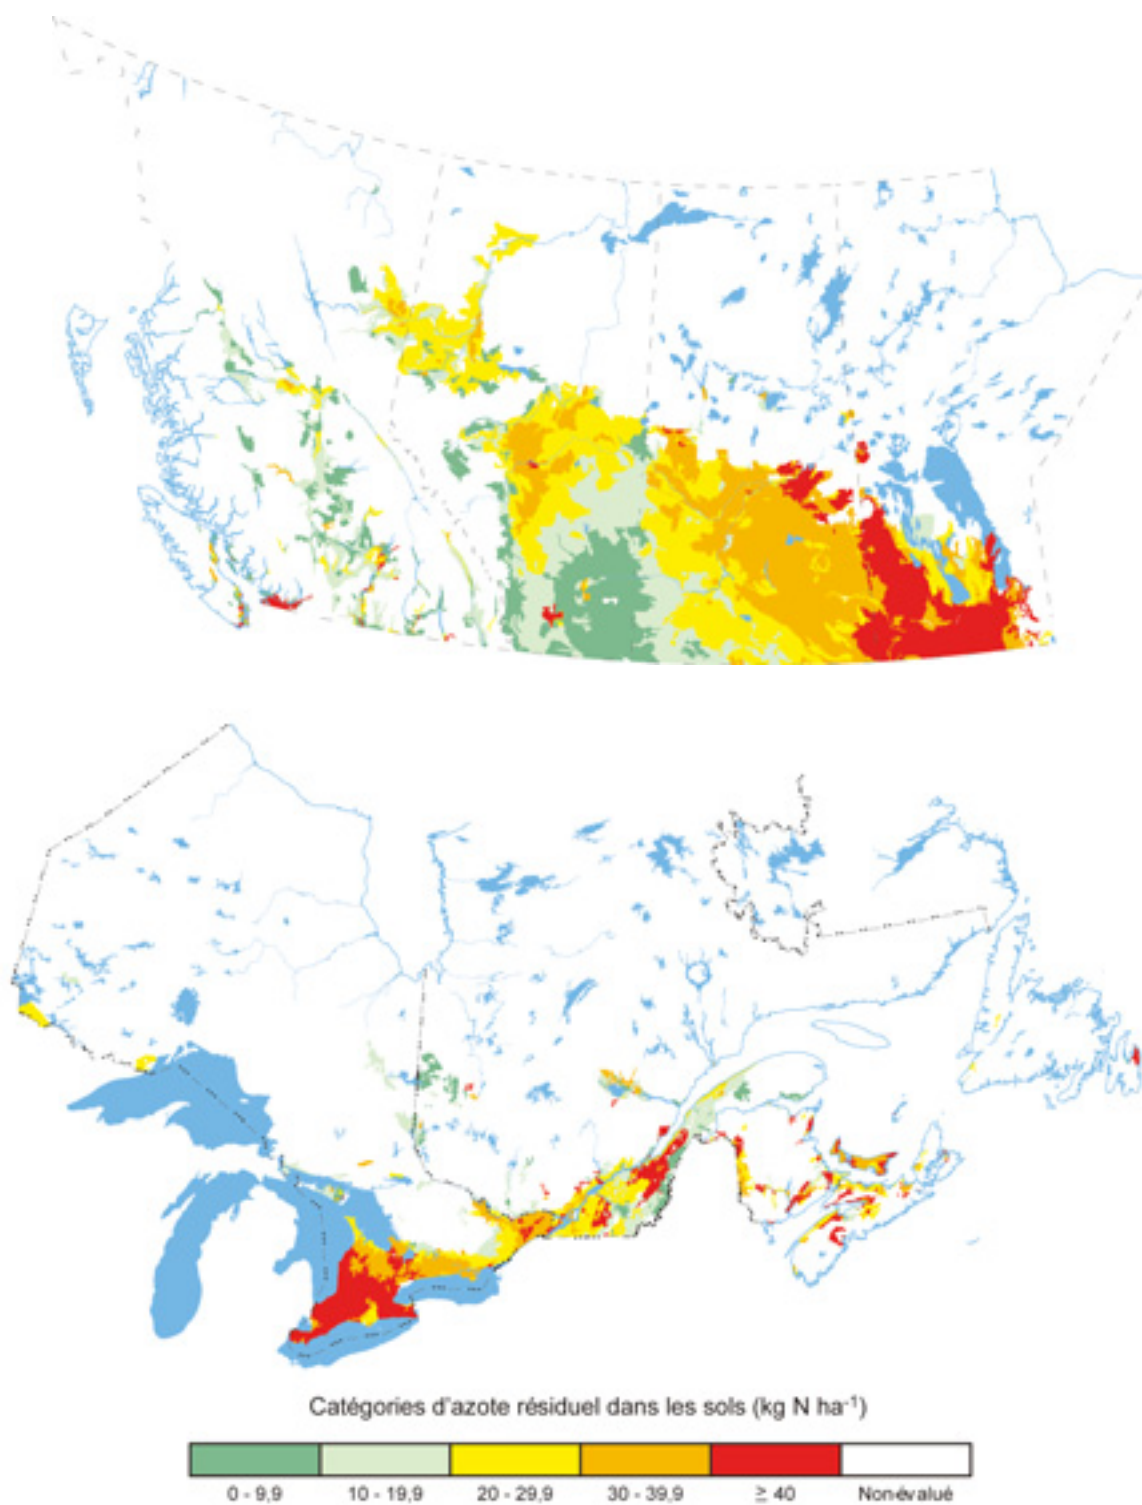 Catégories d'azote résiduel dans les sols (kg N ha⁻¹)
0 - 9,9 10 - 19,9 20 - 29,9 30 - 39,9 ≥ 40 Non évalué